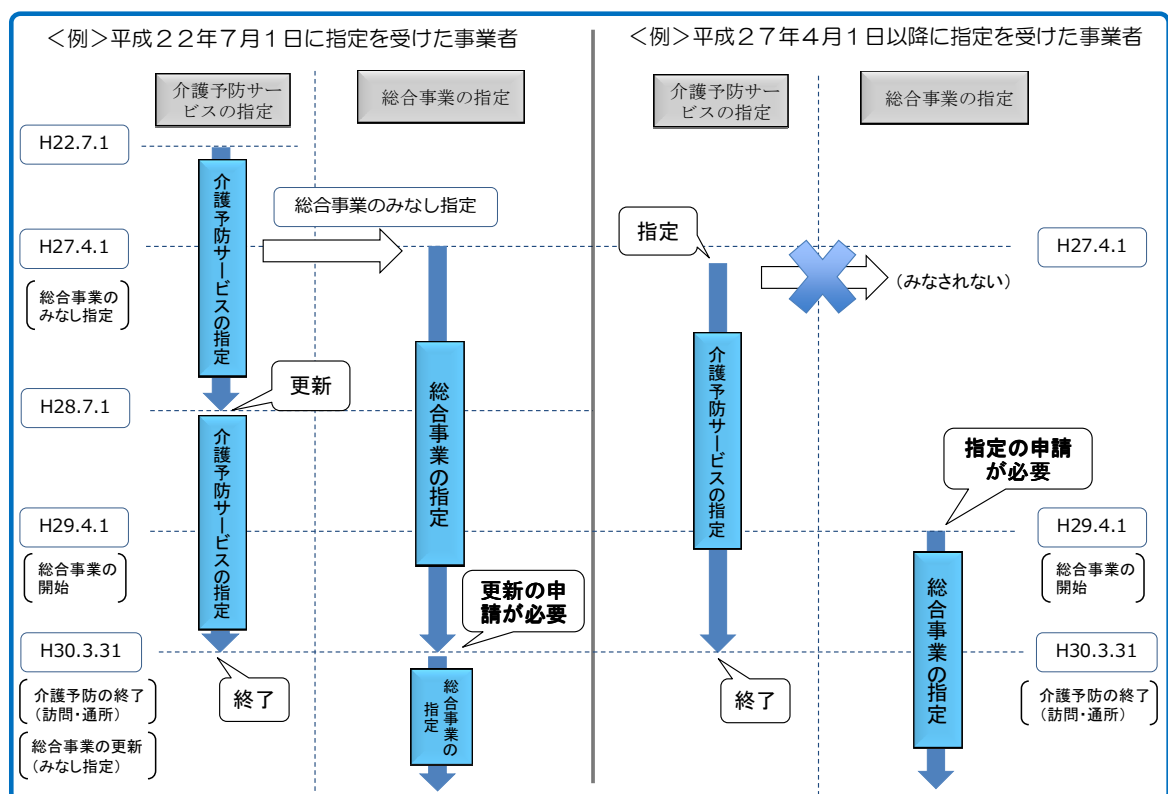 ＜例＞平成２２年７月１日に指定を受けた事業者
介護予防サー
ビスの指定
総合事業の指定
H22.7.1
介護予防サービスの指定
総合事業のみなし指定
H27.4.1
総合事業の
みなし指定
更新
H28.7.1
総合事業の指定
介護予防サービスの指定
H29.4.1
総合事業の
開始
更新の申
請が必要
H30.3.31
介護予防の終了
（訪問・通所）
総合事業の更新
（みなし指定）
終了
総合事業の
指定
＜例＞平成２７年４月１日以降に指定を受けた事業者
介護予防サー
ビスの指定
総合事業の指定
指定
H27.4.1
（みなされない）
介護予防サービスの指定
指定の申請
が必要
H29.4.1
総合事業の
開始
総合事業の指定
H30.3.31
介護予防の終了
（訪問・通所）
終了